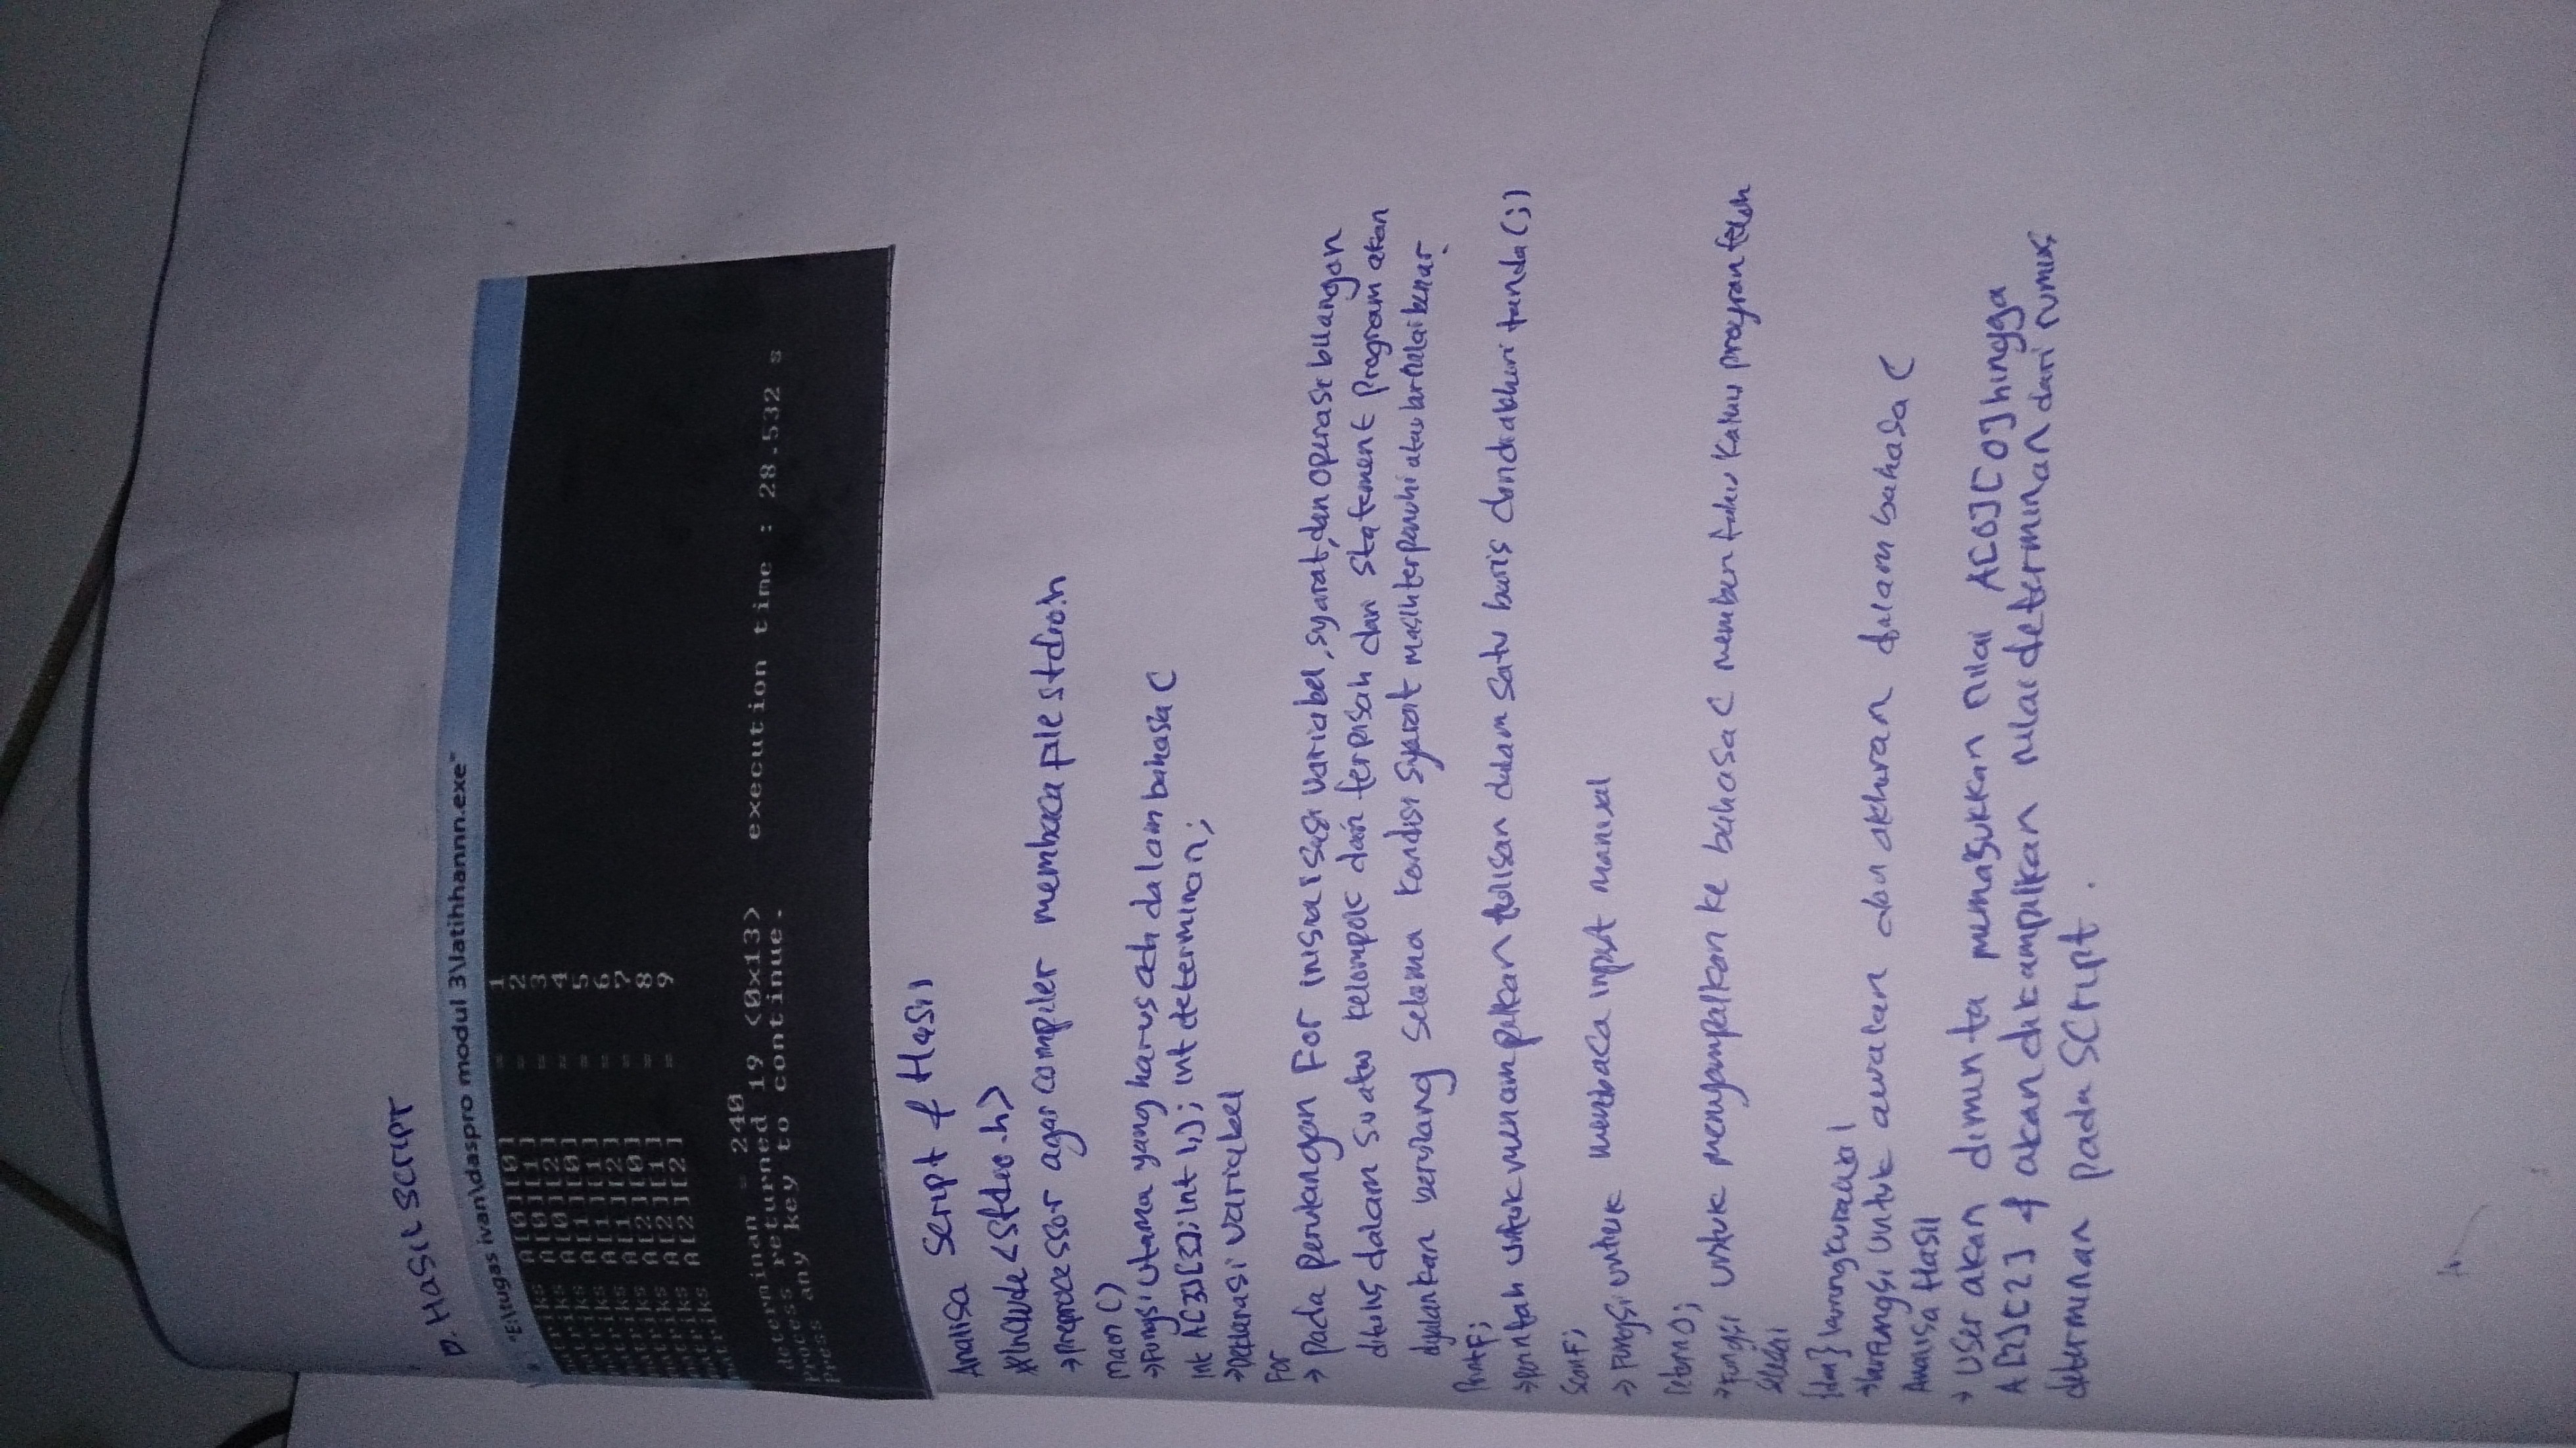 D. Hasil Script
"E:\tugas ivan\daspro modul 3\latihhannn.exe"
matriks A[0][0] = 1
matriks A[0][1] = 2
matriks A[0][2] = 3
matriks A[1][0] = 4
matriks A[1][1] = 5
matriks A[1][2] = 6
matriks A[2][0] = 7
matriks A[2][1] = 8
matriks A[2][2] = 9
determinan = 240
Process returned 19 (0x13) execution time : 28.532 s
Press any key to continue.
Analisa Script & Hasil
#include <stdio.h>
→ preprocessor agar compiler membaca file stdio.h
main ()
→ Fungsi utama yang harus ada dalam bahasa C
int A[3][3]; int h; int determinan;
→ Deklarasi variabel
For
→ Pada perulangan For inisialisasi variabel, syarat, dan operasi bilangan
ditulis dalam suatu kelompok dan terpisah dari statement Program akan
dijalankan berulang selama kondisi syarat masih terpenuhi atau bernilai benar.
Printf;
→ perintah untuk menampilkan tulisan dalam satu baris dan diakhiri tanda (;)
Scanf;
→ Fungsi untuk membaca input manual
return 0;
→ Fungsi untuk menyampaikan ke bahasa C memberi tahu kalau program telah
selesai
{dan} kurung kurawal
→ berfungsi untuk awalan dan akhiran dalam bahasa C
Analisa Hasil
→ User akan diminta memasukkan nilai A[0][0] hingga
A[2][2] & akan ditampilkan nilai determinan dari rumus
determinan pada Script.